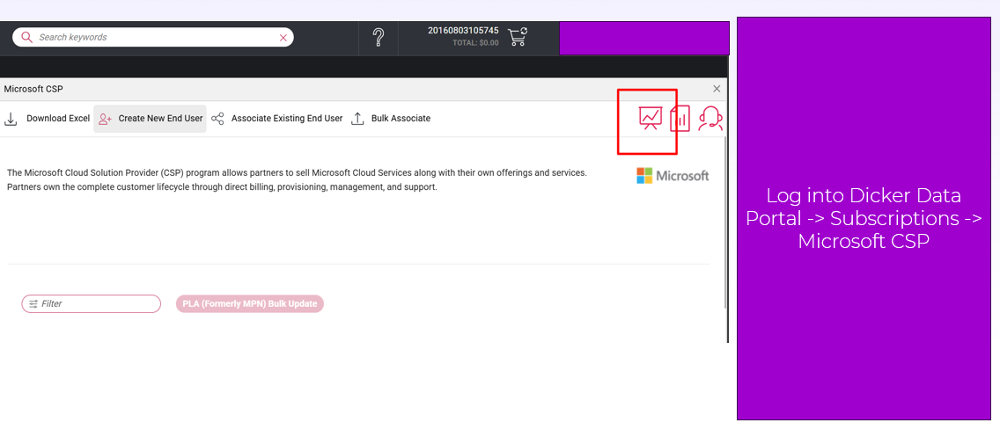 Search keywords
20160803105745
TOTAL: $0.00
Microsoft CSP
Download Excel
Create New End User
Associate Existing End User
Bulk Associate
The Microsoft Cloud Solution Provider (CSP) program allows partners to sell Microsoft Cloud Services along with their own offerings and services.
Partners own the complete customer lifecycle through direct billing, provisioning, management, and support.
Microsoft
Filter
PLA (Formerly MPN) Bulk Update
Log into Dicker Data
Portal -> Subscriptions ->
Microsoft CSP